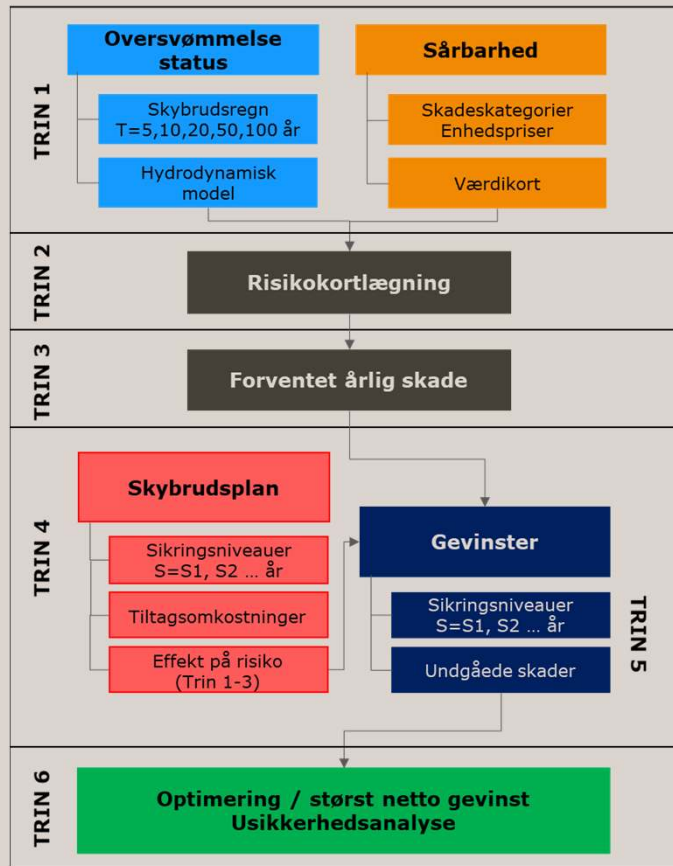 TRIN 1
Oversvømmelse
status
Skybrudsregn
T=5,10,20,50,100 år
Hydrodynamisk
model
Sårbarhed
Skadeskategorier
Enhedspriser
Værdikort
TRIN 2
Risikokortlægning
TRIN 3
Forventet årlig skade
TRIN 4
Skybrudsplan
Sikringsniveauer
S=S1, S2 ... år
Tiltagsomkostninger
Effekt på risiko
(Trin 1-3)
Gevinster
Sikringsniveauer
S=S1, S2 ... år
Undgåede skader
TRIN 5
TRIN 6
Optimering / størst netto gevinst
Usikkerhedsanalyse